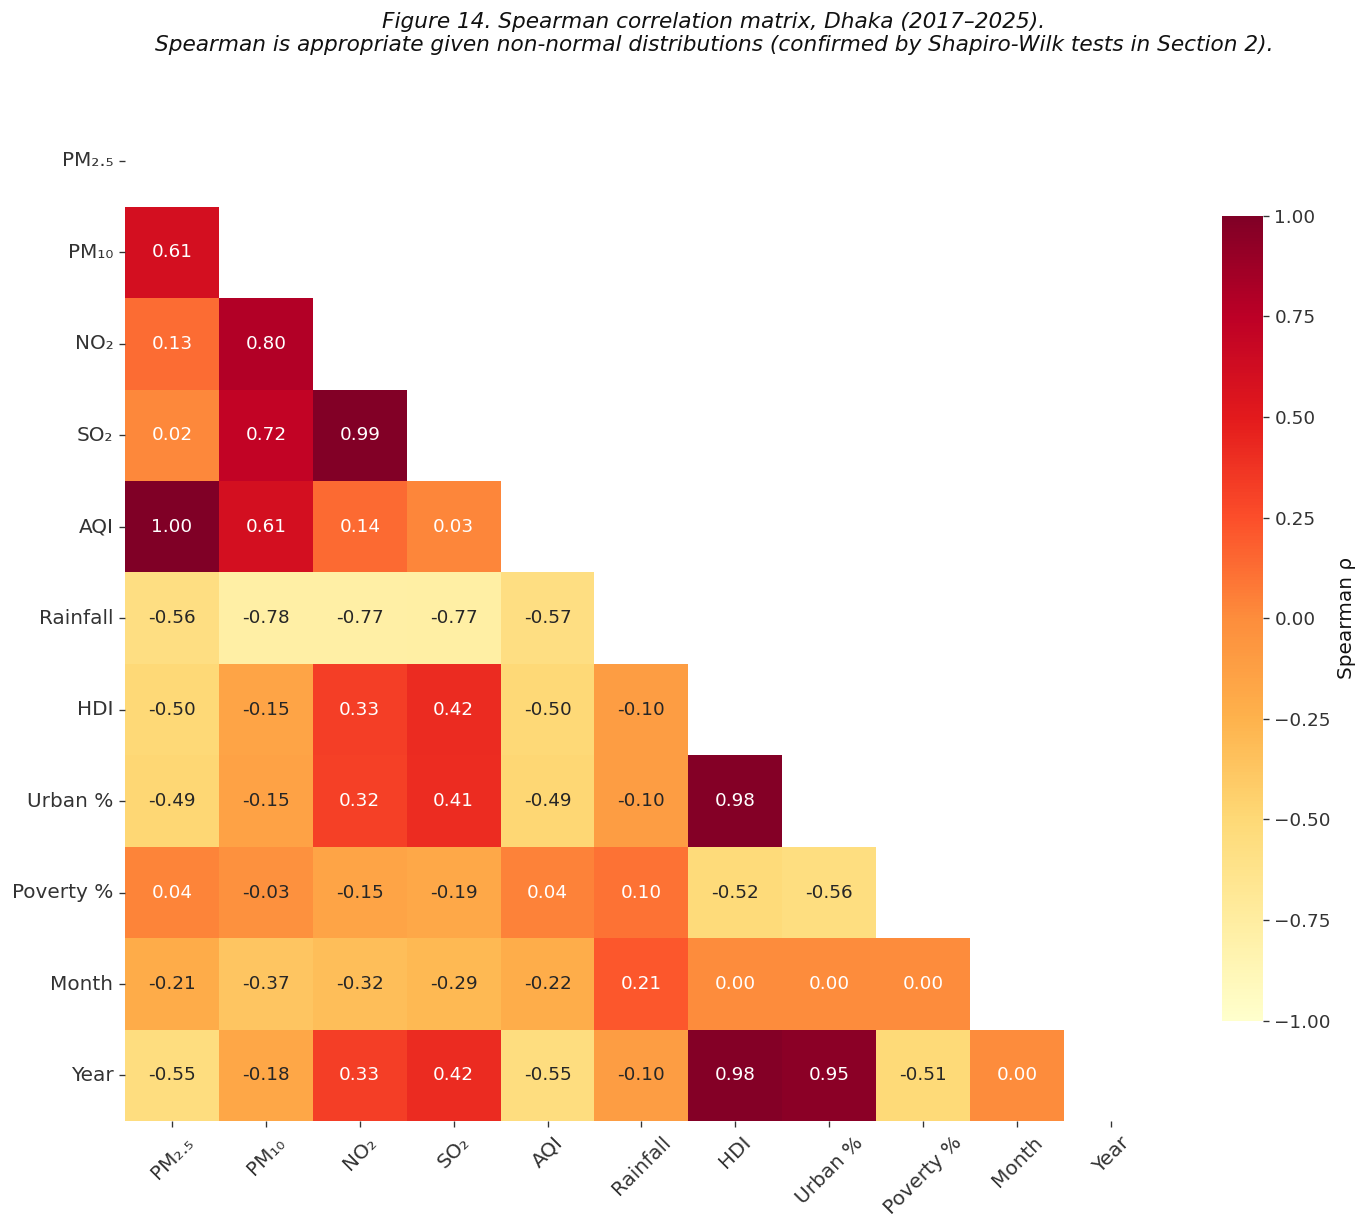 Figure 14. Spearman correlation matrix, Dhaka (2017–2025).
Spearman is appropriate given non-normal distributions (confirmed by Shapiro-Wilk tests in Section 2).
PM₂.₅
PM₁₀ 0.61
NO₂ 0.13 0.80
SO₂ 0.02 0.72 0.99
AQI 1.00 0.61 0.14 0.03
Rainfall -0.56 -0.78 -0.77 -0.77 -0.57
HDI -0.50 -0.15 0.33 0.42 -0.50 -0.10
Urban % -0.49 -0.15 0.32 0.41 -0.49 -0.10 0.98
Poverty % 0.04 -0.03 -0.15 -0.19 0.04 0.10 -0.52 -0.56
Month -0.21 -0.37 -0.32 -0.29 -0.22 0.21 0.00 0.00 0.00
Year -0.55 -0.18 0.33 0.42 -0.55 -0.10 0.98 0.95 -0.51 0.00
PM₂.₅ PM₁₀ NO₂ SO₂ AQI Rainfall HDI Urban % Poverty % Month Year
1.00
0.75
0.50
0.25
0.00
−0.25
−0.50
−0.75
−1.00
Spearman ρ